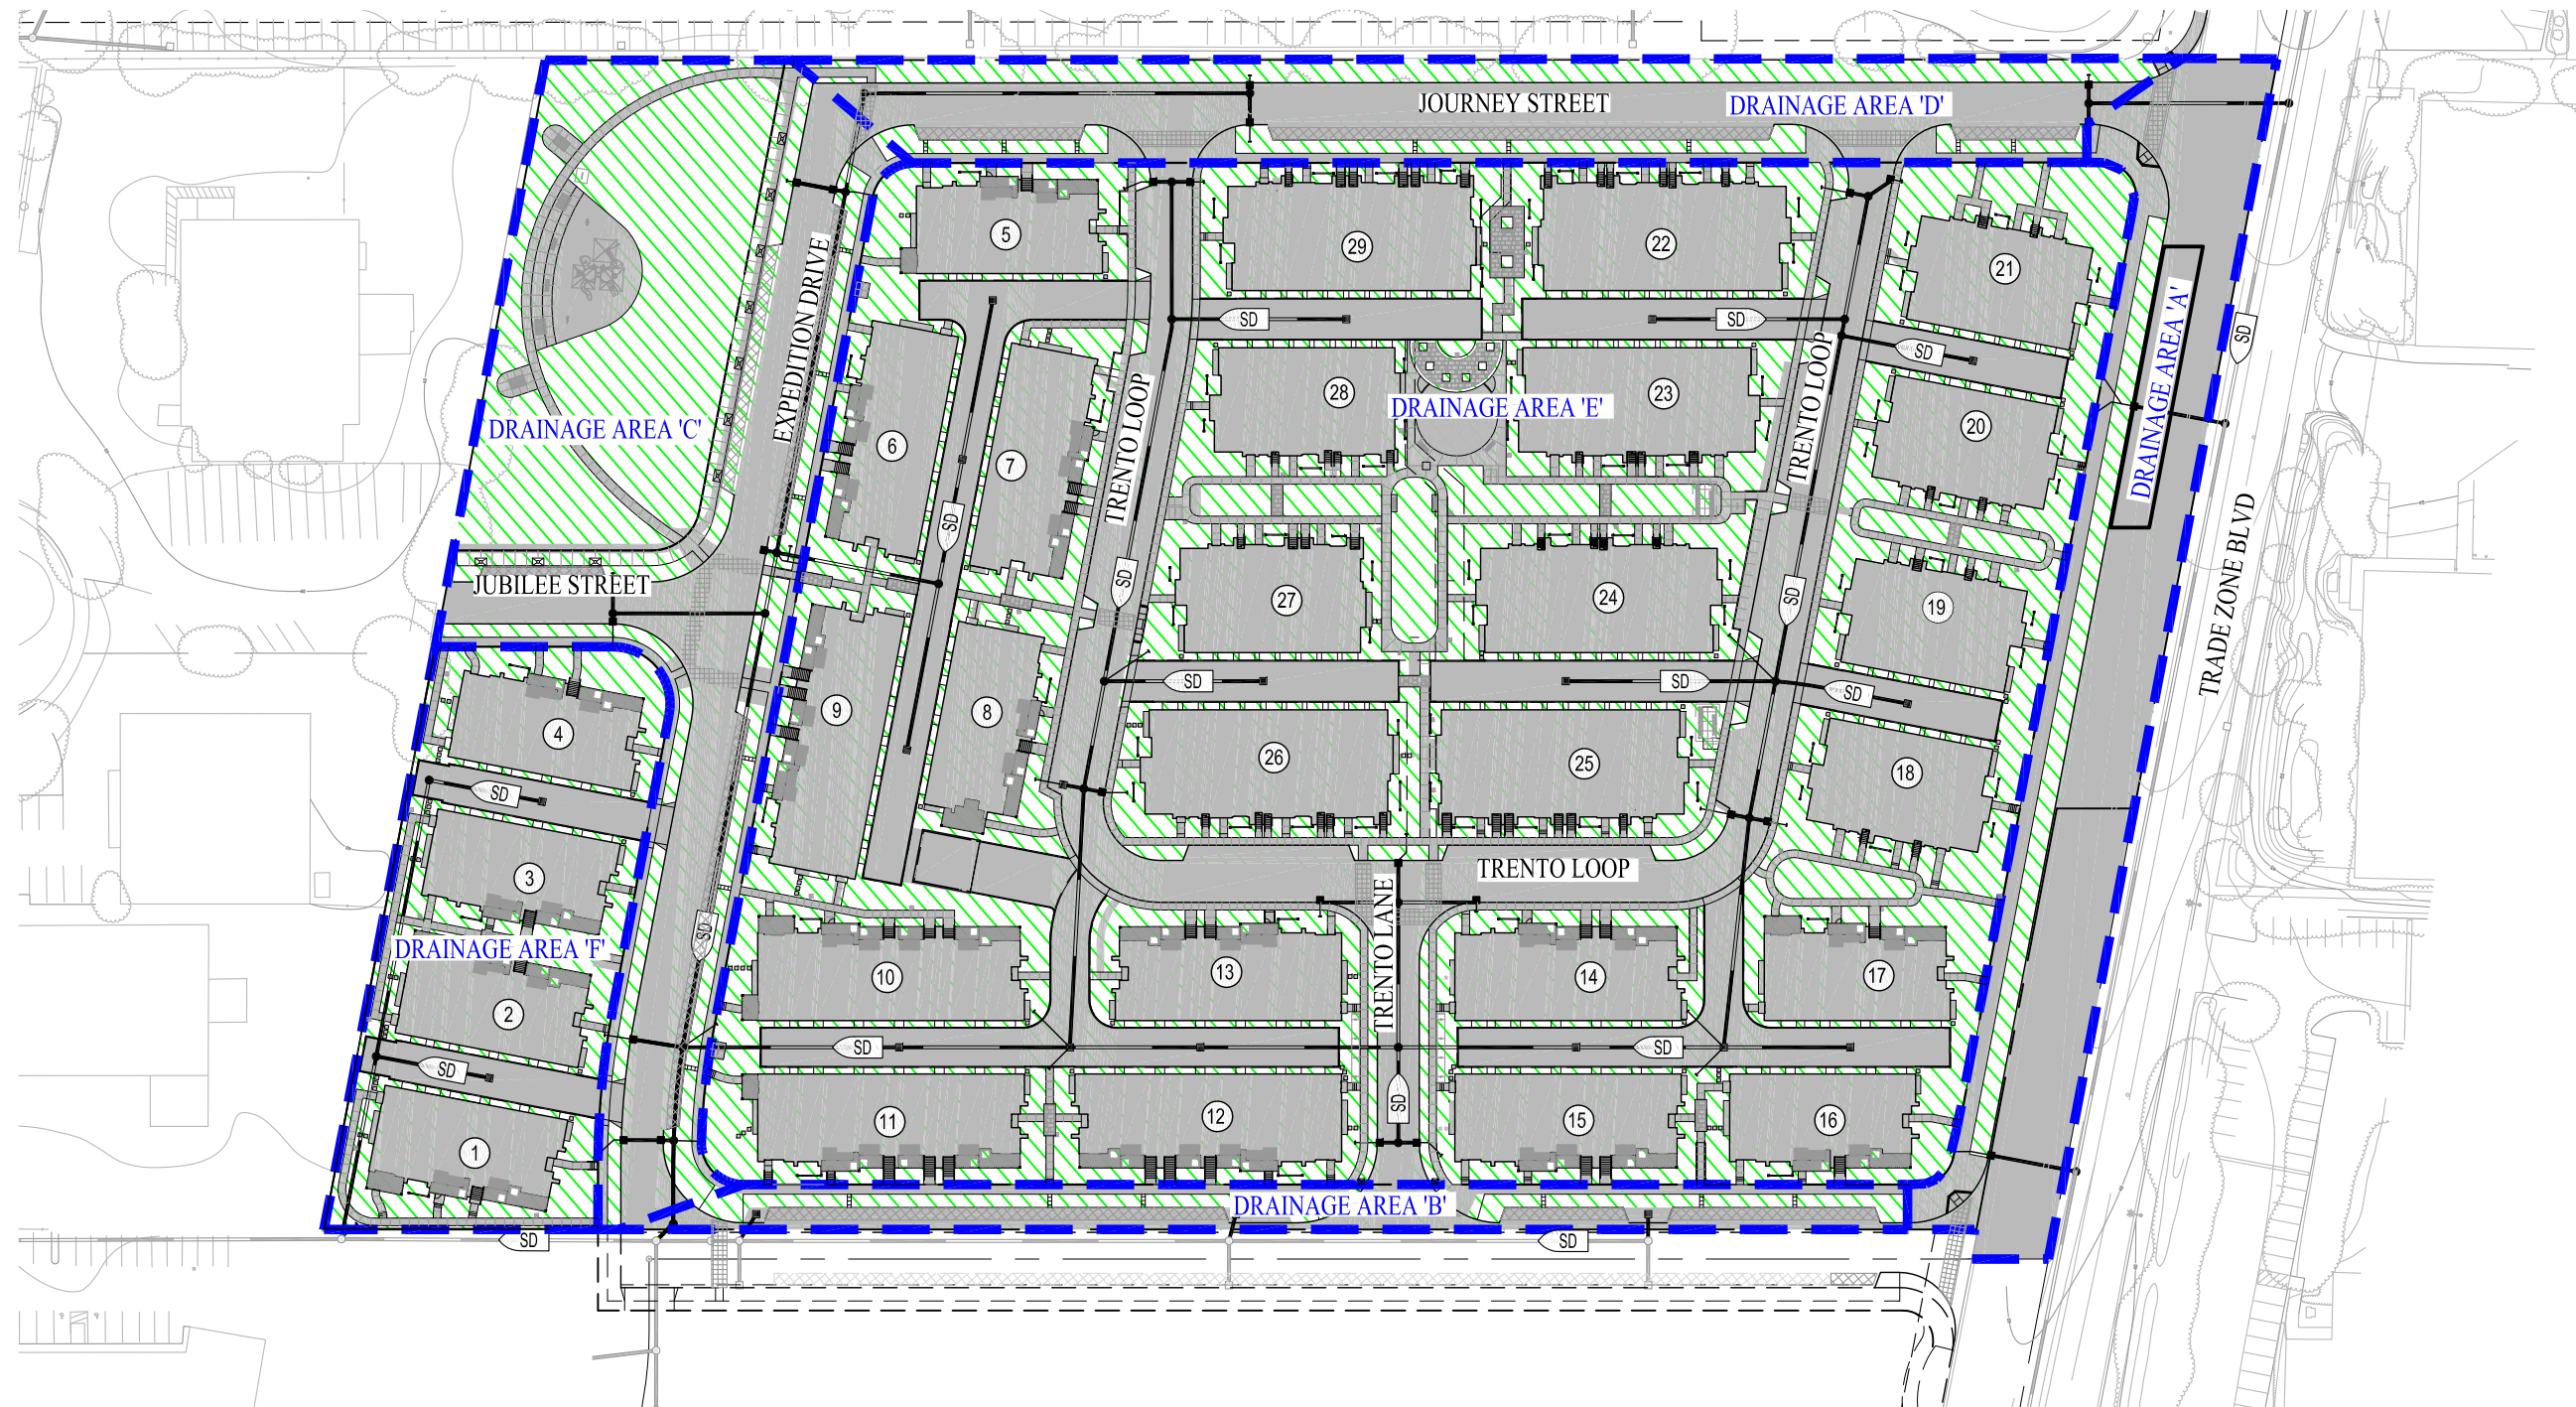 JOURNEY STREET
DRAINAGE AREA 'D'
5
29
22
21
EXPEDITION DRIVE
SD
SD
SD
SD
DRAINAGE AREA 'A'
TRENTO LOOP
TRENTO LOOP
28
DRAINAGE AREA 'E'
23
20
DRAINAGE AREA 'C'
6
7
SD
SD
SD
JUBILEE STREET
27
24
19
TRADE ZONE BLVD
SD
SD
SD
4
9
8
26
25
18
SD
3
TRENTO LOOP
TRENTO LANE
SD
DRAINAGE AREA 'F'
10
13
14
17
2
SD
SD
SD
SD
1
11
12
15
16
DRAINAGE AREA 'B'
SD
SD